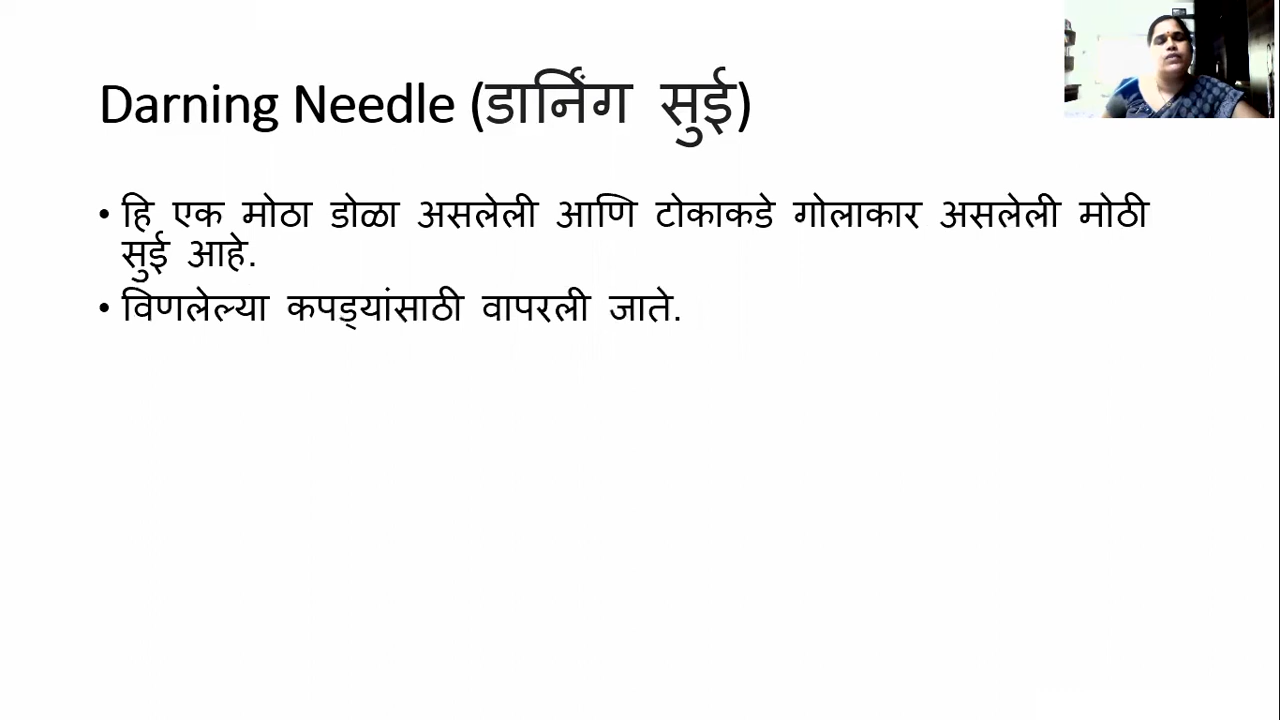 Darning Needle (डार्निंग सुई)
• हि एक मोठा डोळा असलेली आणि टोकाकडे गोलाकार असलेली मोठी
सुई आहे.
• विणलेल्या कपड्यांसाठी वापरली जाते.